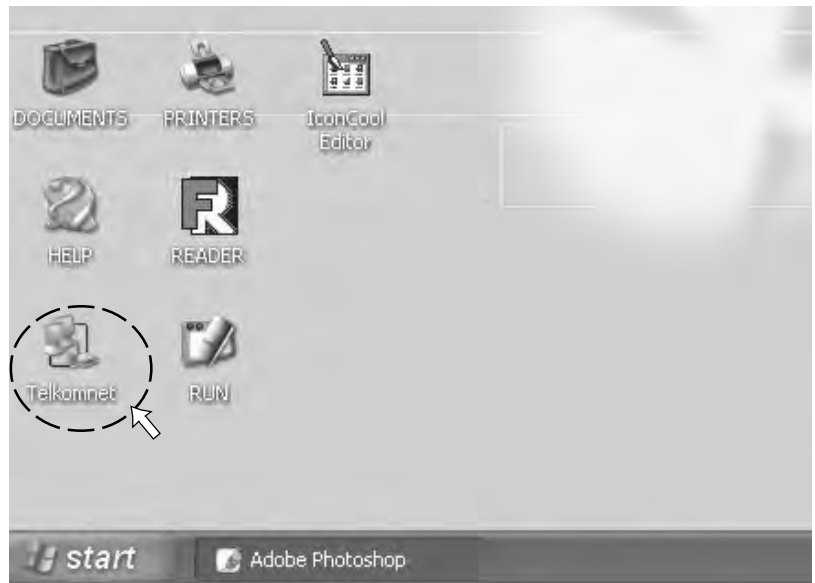 DOCUMENTS
PRINTERS
IconCool
Editor
HELP
READER
Telkomnet
RUN
start
Adobe Photoshop